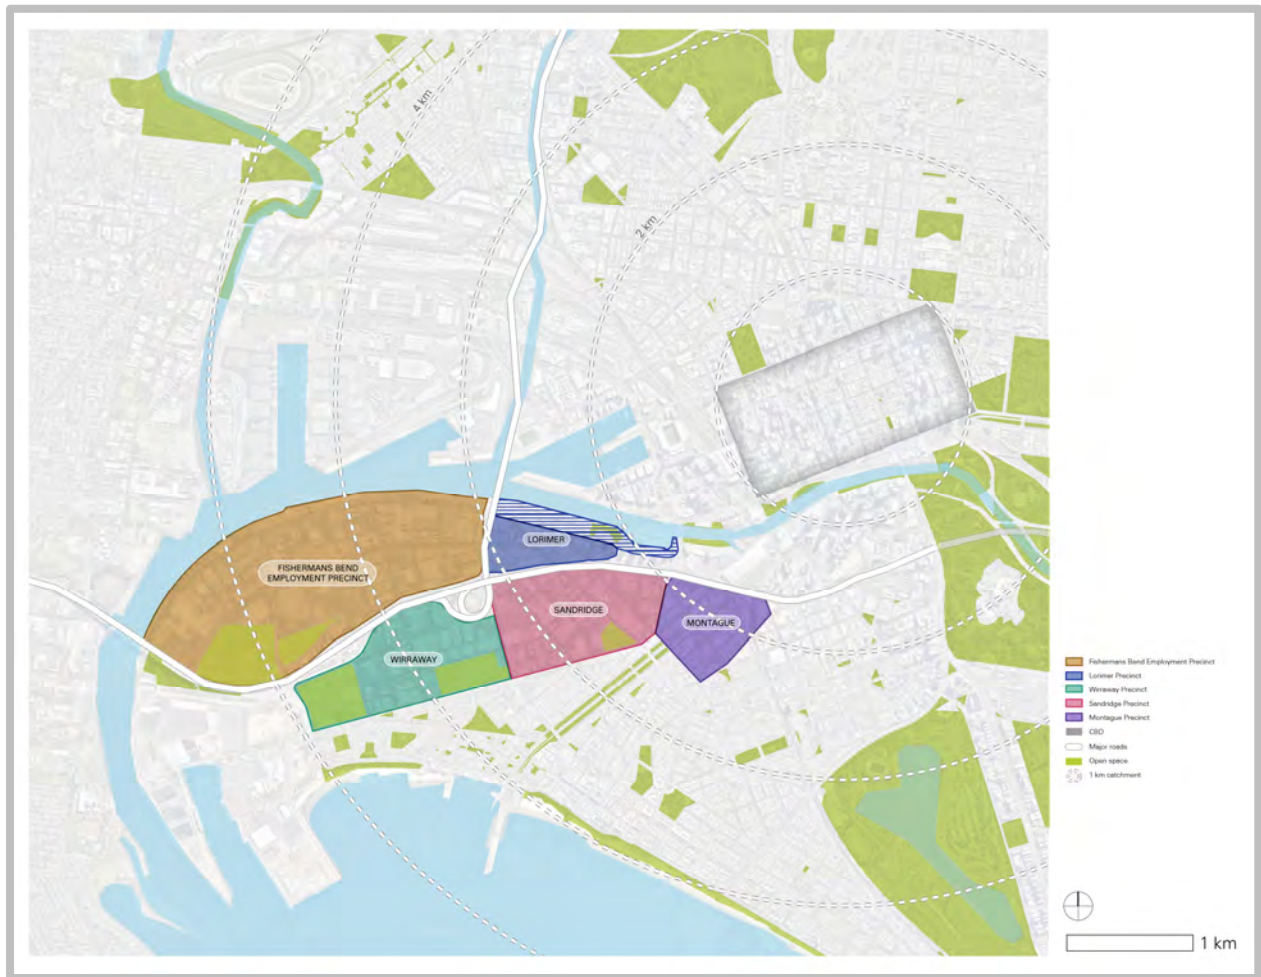 4 km
2 km
LORIMER
FISHERMANS BEND
EMPLOYMENT PRECINCT
SANDRIDGE
MONTAGUE
WIRRAWAY
Fishermans Bend Employment Precinct
Lorimer Precinct
Wirraway Precinct
Sandridge Precinct
Montague Precinct
CBD
Major roads
Open space
1 km catchment
1 km